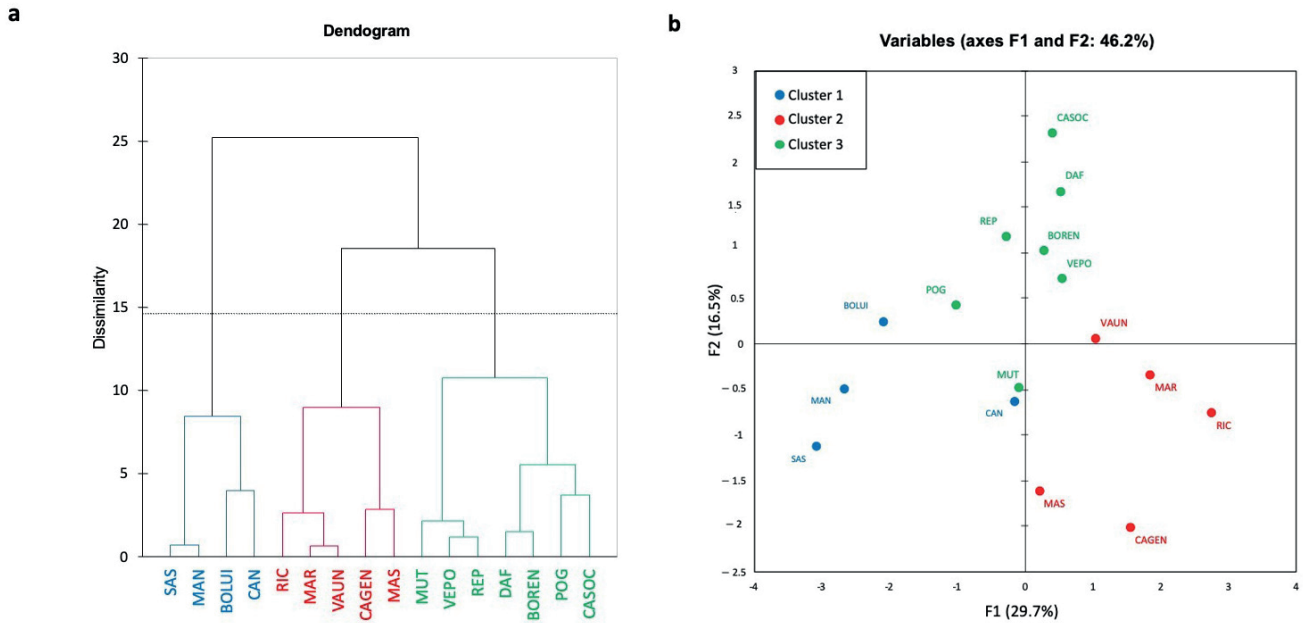 a
Dendogram
30
25
20
15
10
5
0
Dissimilarity
SAS
MAN
BOLUI
CAN
RIC
MAR
VAUN
CAGEN
MAS
MUT
VEPO
REP
DAF
BOREN
POG
CASOC
b
Variables (axes F1 and F2: 46.2%)
Cluster 1
Cluster 2
Cluster 3
3
2.5
2
1.5
1
0.5
0
– 0.5
-1
– 1.5
– 2
– 2.5
F2 (16.5%)
CASOC
DAF
REP
BOREN
VEPO
POG
BOLUI
VAUN
MUT
MAR
MAN
CAN
RIC
SAS
MAS
CAGEN
-4 -3 -2 -1 0 1 2 3 4
F1 (29.7%)